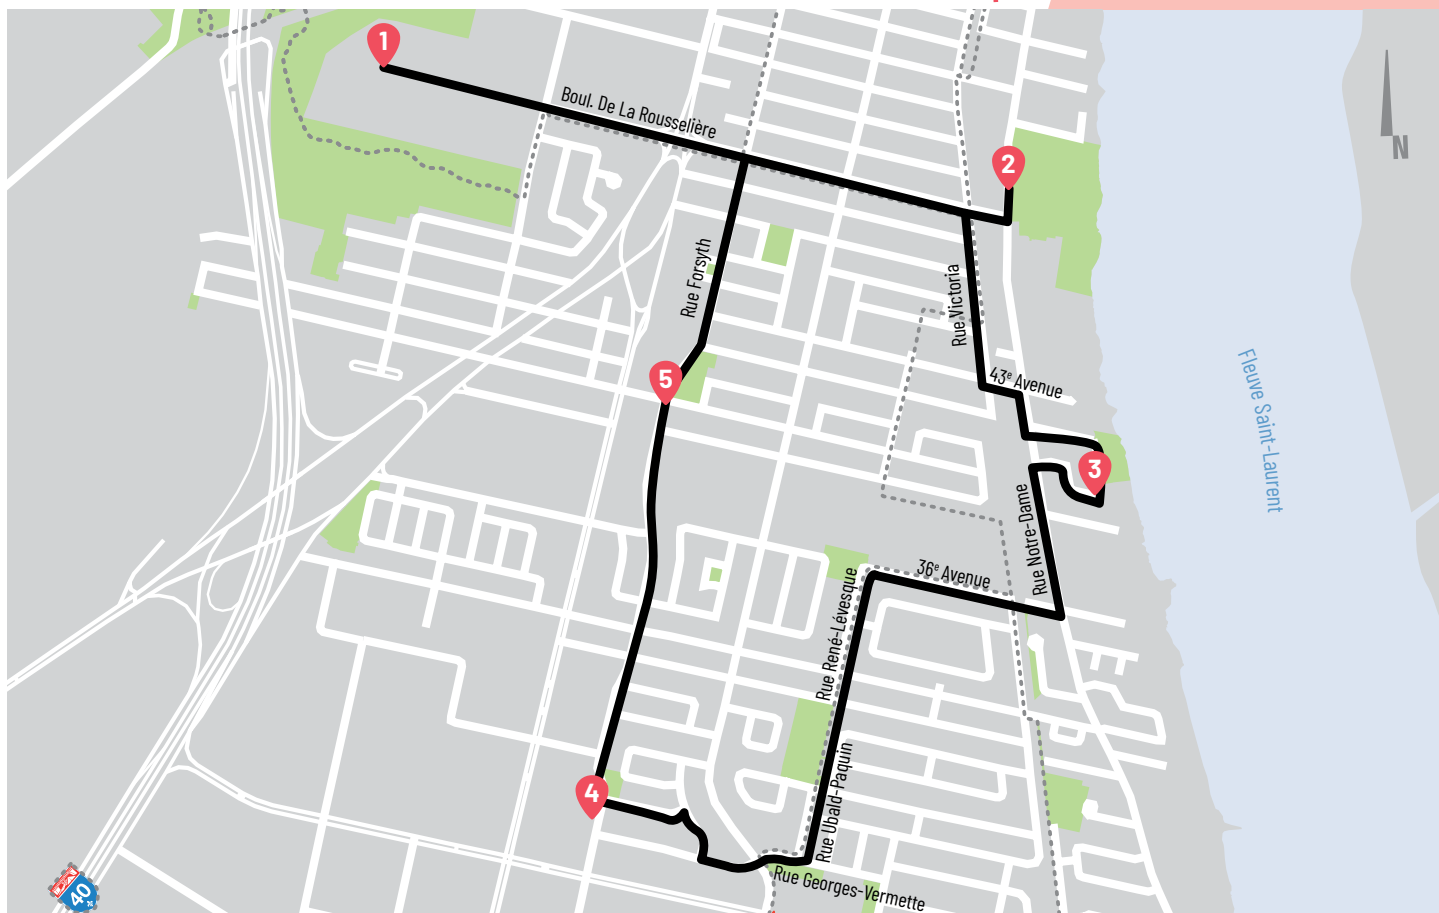 1
Boul. De La Rousselière
2
N
Rue Forsyth
Rue Victoria
5
43e Avenue
Fleuve Saint-Laurent
3
Rue Notre-Dame
36e Avenue
Rue René-Lévesque
4
Rue Ubald-Paquin
Rue Georges-Vermette
40